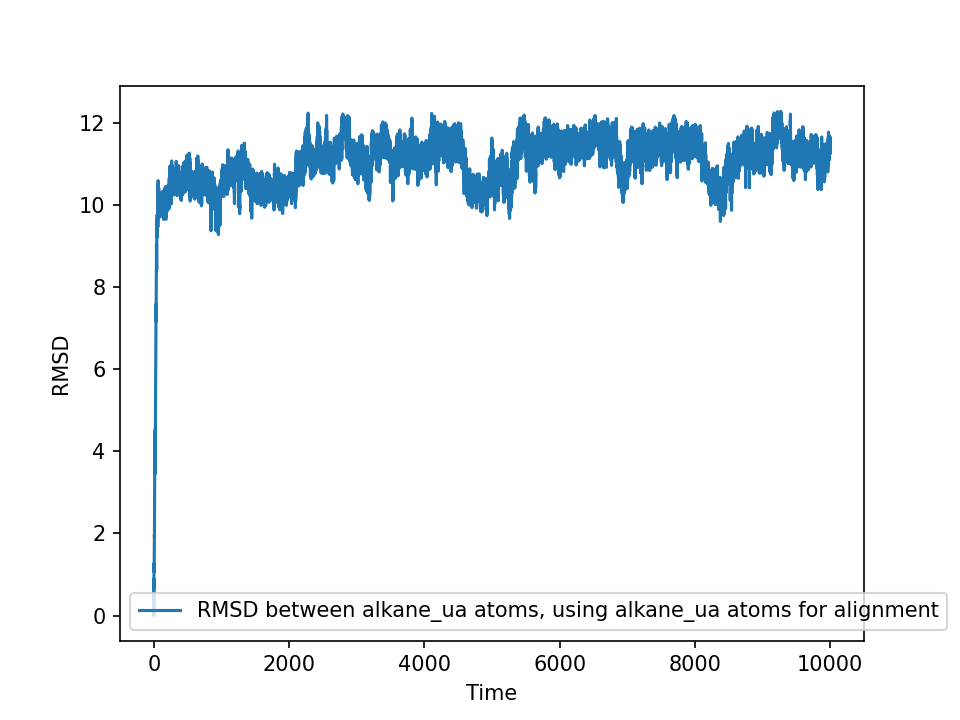 12
10
8
6
4
2
0
RMSD
RMSD between alkane_ua atoms, using alkane_ua atoms for alignment
0 2000 4000 6000 8000 10000
Time